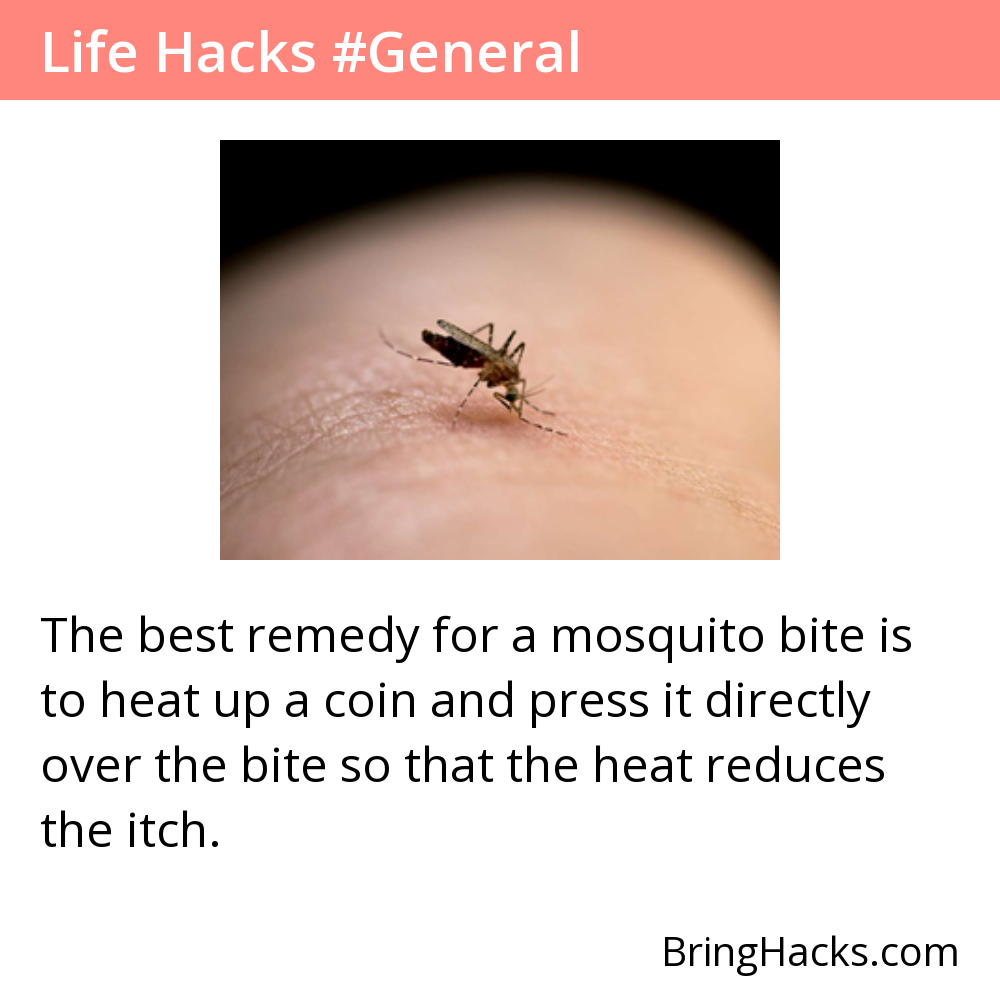 Life Hacks #General
The best remedy for a mosquito bite is
to heat up a coin and press it directly
over the bite so that the heat reduces
the itch.
BringHacks.com